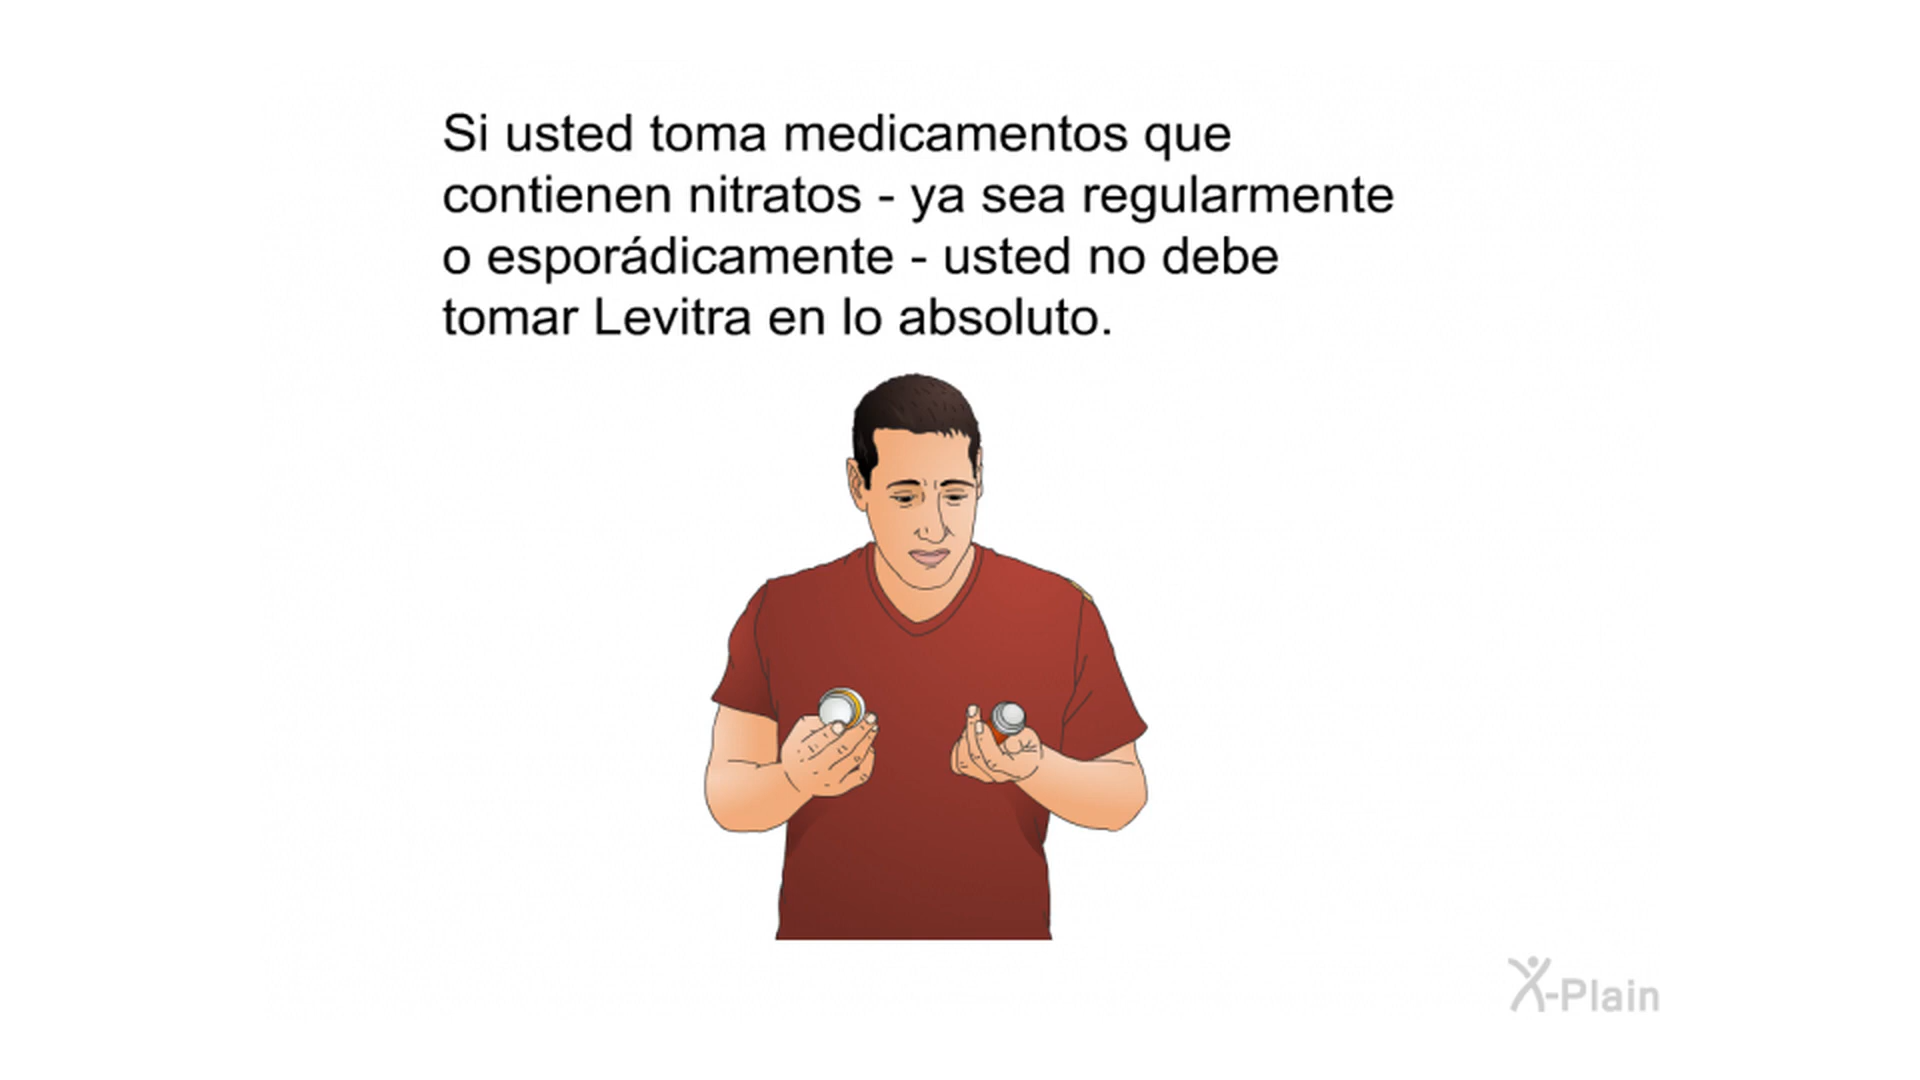 Si usted toma medicamentos que
contienen nitratos - ya sea regularmente
o esporádicamente - usted no debe
tomar Levitra en lo absoluto.
X-Plain